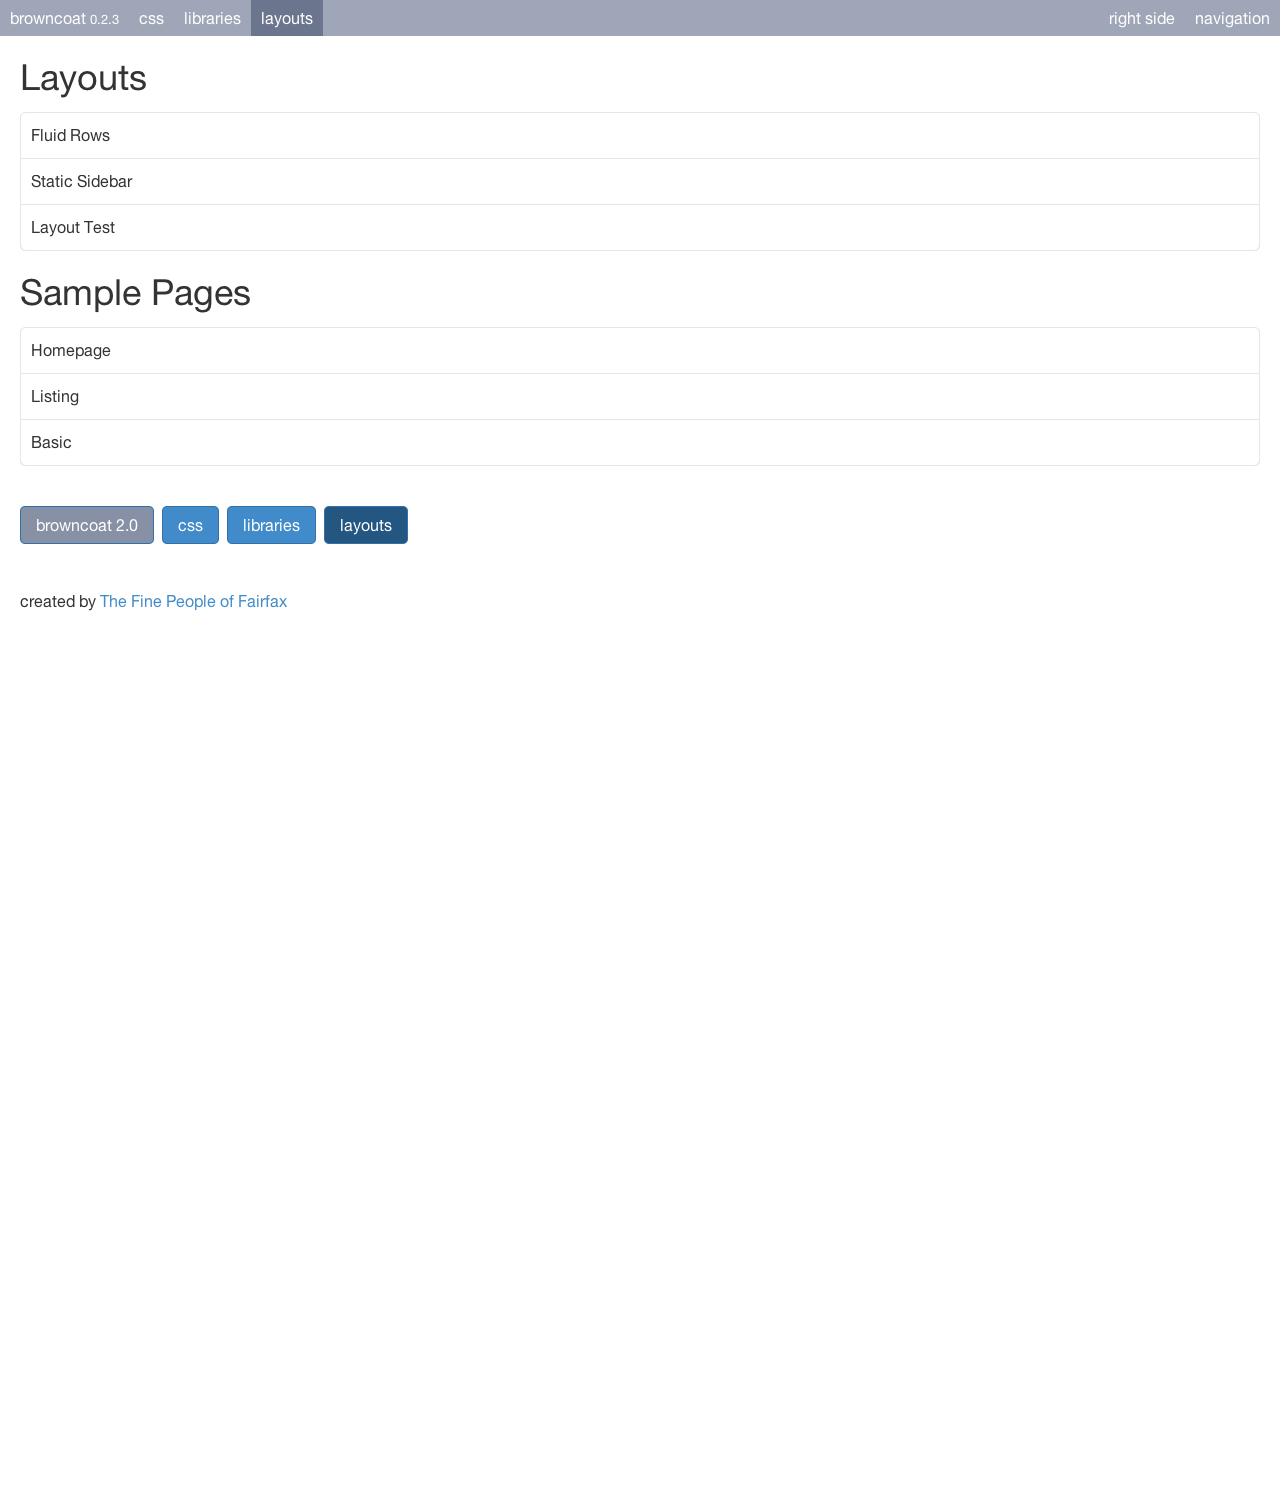 browncoat 0.2.3 css libraries layouts right side navigation
Layouts
Fluid Rows
Static Sidebar
Layout Test
Sample Pages
Homepage
Listing
Basic
browncoat 2.0 css libraries layouts
created by The Fine People of Fairfax